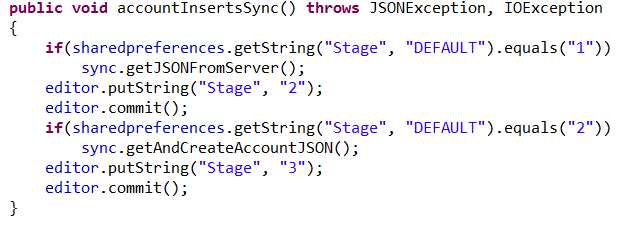 public void accountInsertsSync() throws JSONException, IOException
{
    if(sharedpreferences.getString("Stage", "DEFAULT").equals("1"))
        sync.getJSONFromServer();
    editor.putString("Stage", "2");
    editor.commit();
    if(sharedpreferences.getString("Stage", "DEFAULT").equals("2"))
        sync.getAndCreateAccountJSON();
    editor.putString("Stage", "3");
    editor.commit();
}